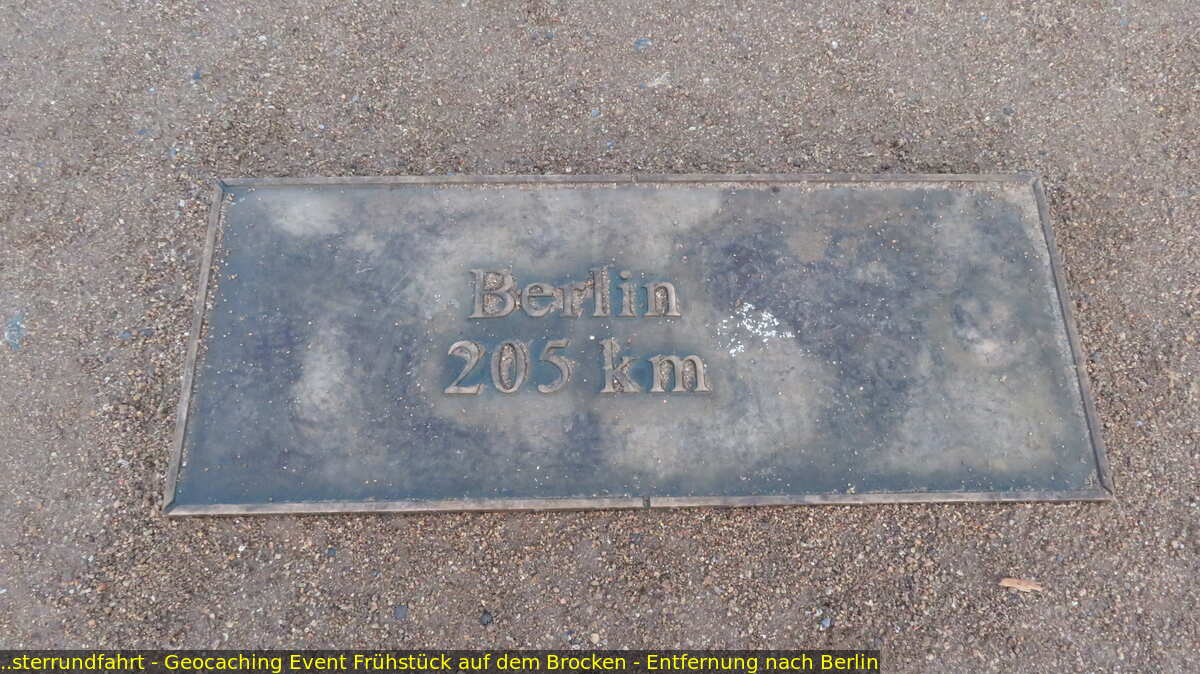 Berlin
205 km
..sterrundfahrt - Geocaching Event Frühstück auf dem Brocken - Entfernung nach Berlin